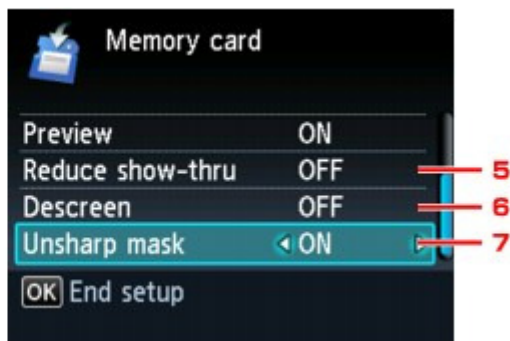 Memory card
Preview ON
Reduce show-thru OFF 5
Descreen OFF 6
Unsharp mask ON 7
OK End setup